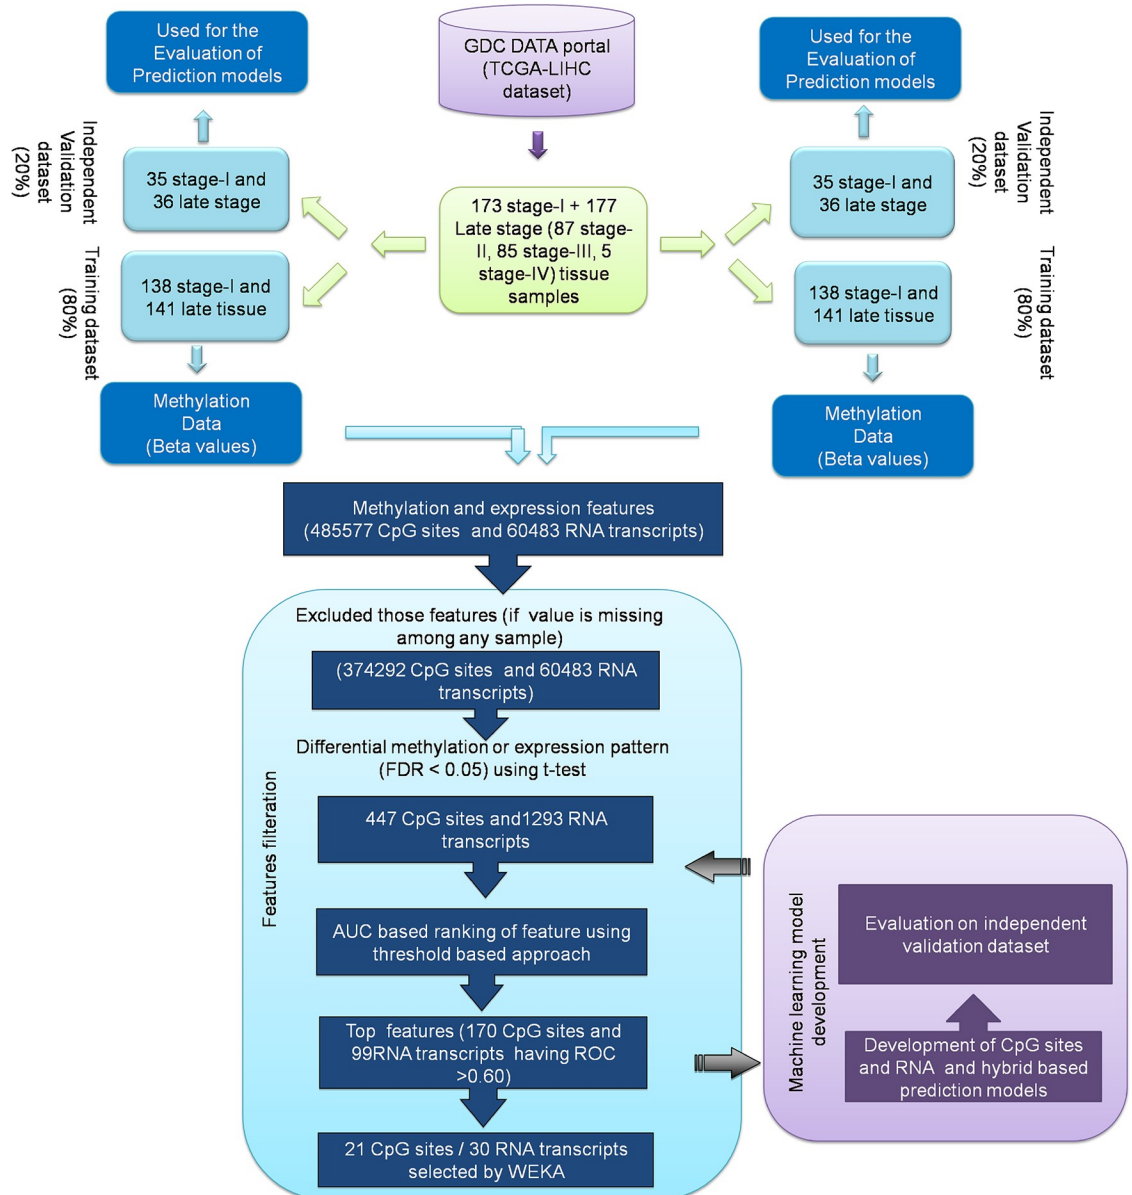 Used for the
Evaluation of
Prediction models
GDC DATA portal
(TCGA-LIHC
dataset)
Used for the
Evaluation of
Prediction models
Independent
Validation
dataset
(20%)
35 stage-I and
36 late stage
173 stage-I + 177
Late stage (87 stage-
II, 85 stage-III, 5
stage-IV) tissue
samples
35 stage-I and
36 late stage
Independent
Validation
dataset
(20%)
Training dataset
(80%)
138 stage-I and
141 late tissue
138 stage-I and
141 late tissue
Training dataset
(80%)
Methylation
Data
(Beta values)
Methylation
Data
(Beta values)
Methylation and expression features
(485577 CpG sites and 60483 RNA transcripts)
Excluded those features (if value is missing
among any sample)
(374292 CpG sites and 60483 RNA
transcripts)
Differential methylation or expression pattern
(FDR < 0.05) using t-test
Features filteration
447 CpG sites and1293 RNA
transcripts
AUC based ranking of feature using
threshold based approach
Top features (170 CpG sites and
99RNA transcripts having ROC
>0.60)
21 CpG sites / 30 RNA transcripts
selected by WEKA
Machine learning model
development
Evaluation on independent
validation dataset
Development of CpG sites
and RNA and hybrid based
prediction models